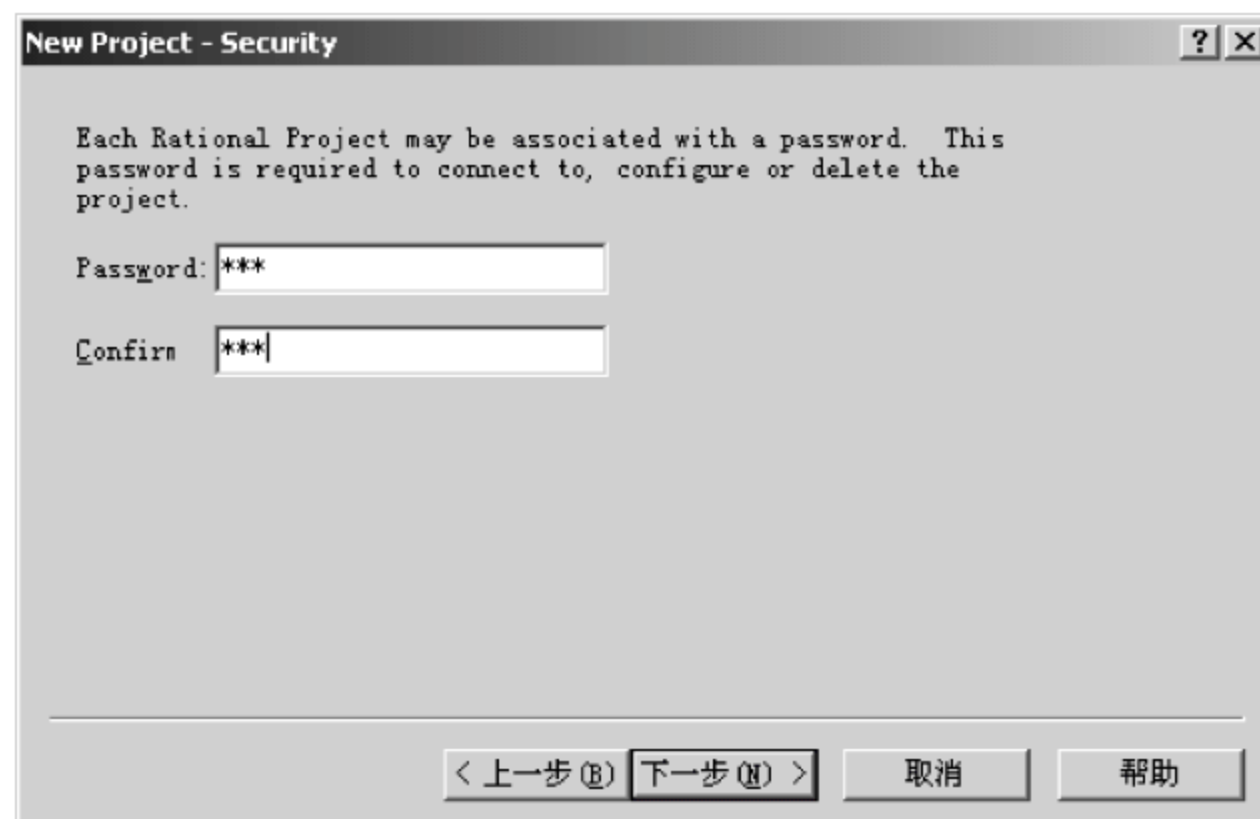 New Project - Security
Each Rational Project may be associated with a password. This
password is required to connect to, configure or delete the
project.
Password: ***
Confirm ***
< 上一步(B) 下一步(N) > 取消 帮助